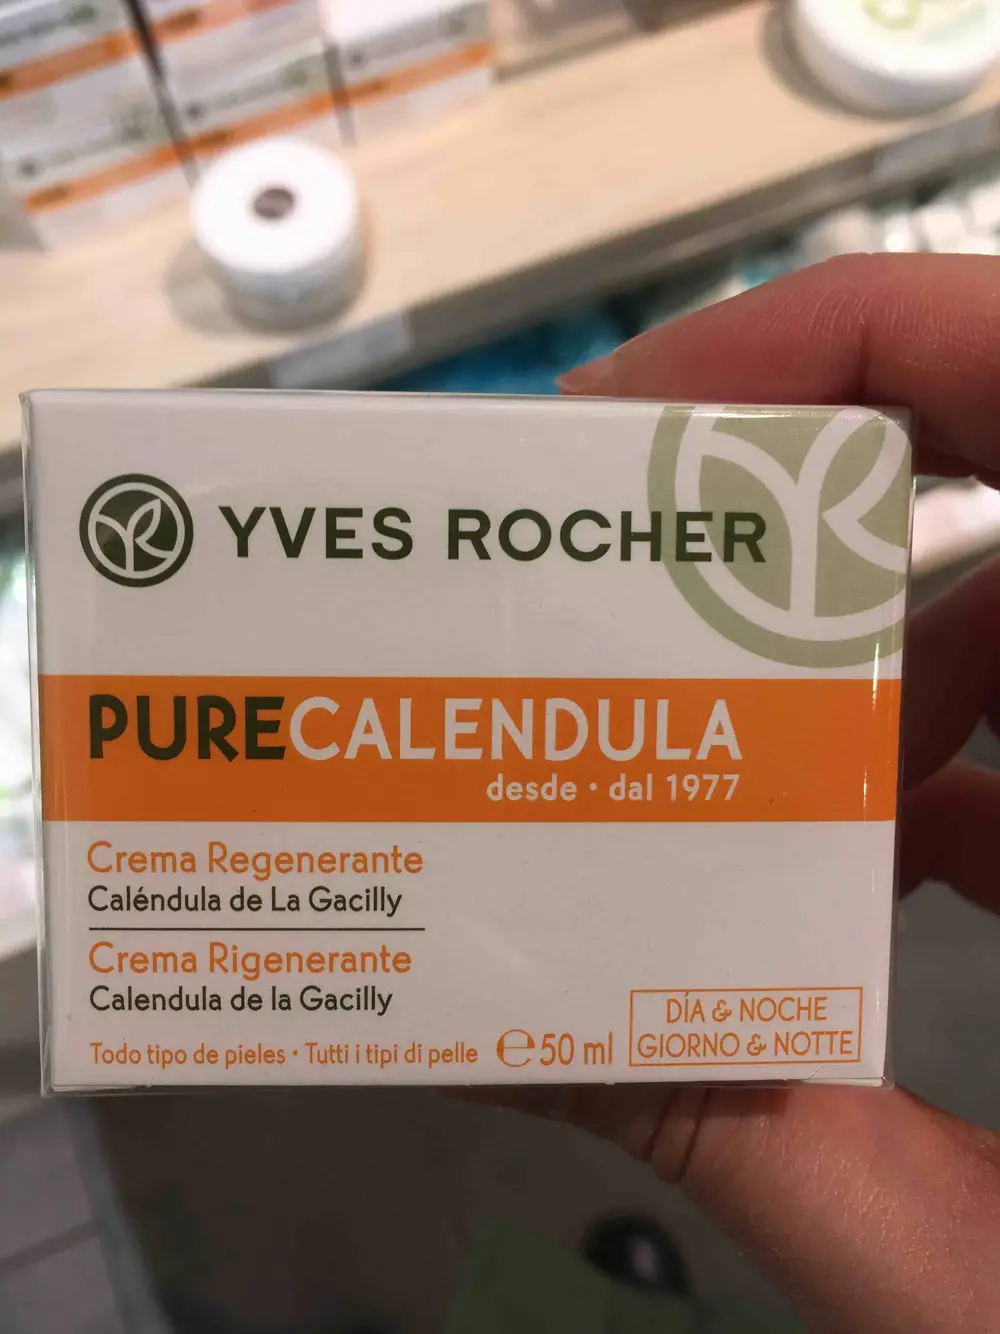 YVES ROCHER
PURECALENDULA
desde · dal 1977
Crema Regenerante
Caléndula de La Gacilly
Crema Rigenerante
Calendula de la Gacilly
Todo tipo de pieles · Tutti i tipi di pelle ℮50 ml
DÍA & NOCHE
GIORNO & NOTTE